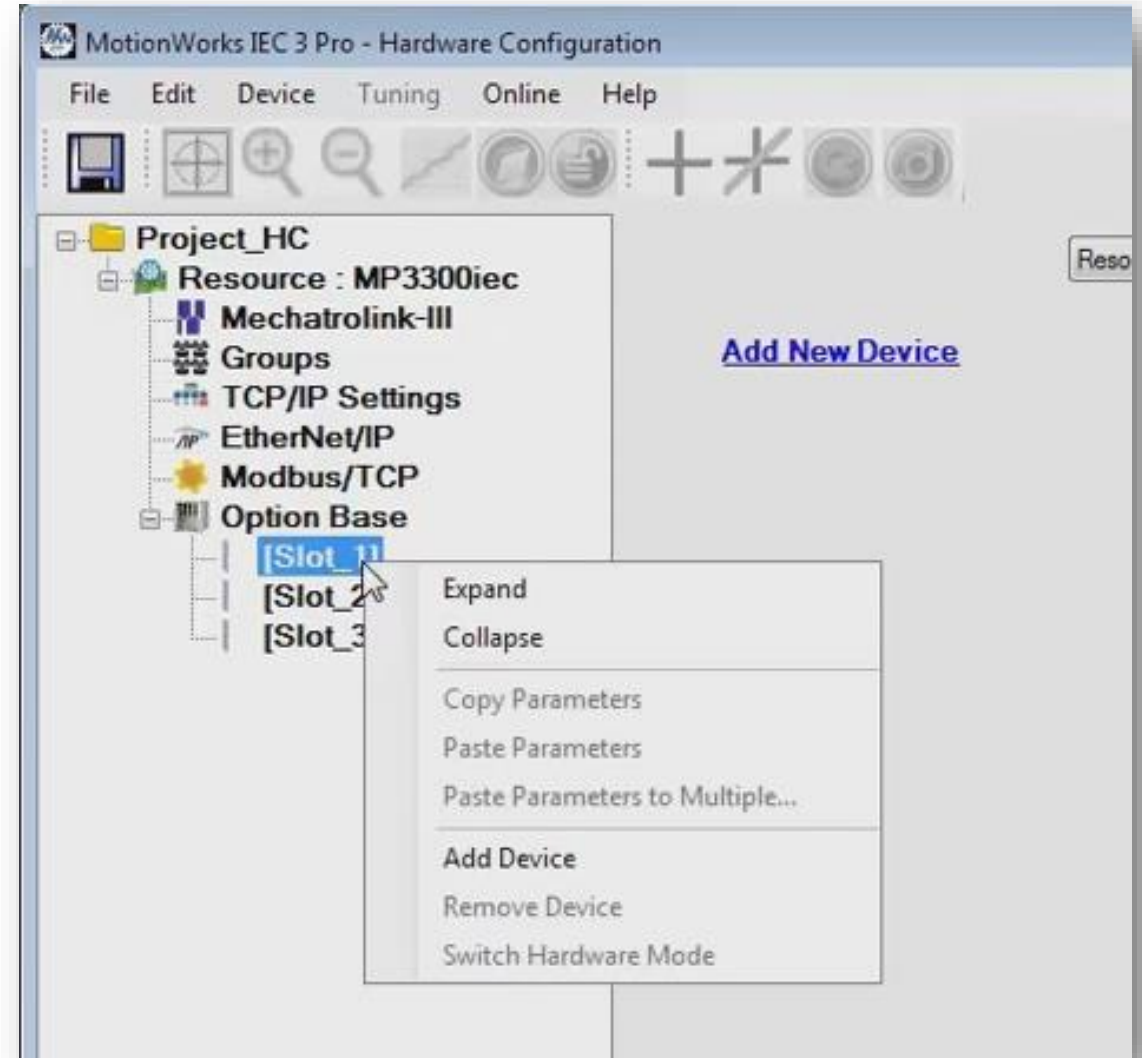 MotionWorks IEC 3 Pro - Hardware Configuration
File Edit Device Tuning Online Help
Project_HC
Resource : MP3300iec
Reso
Mechatrolink-III
Add New Device
Groups
TCP/IP Settings
EtherNet/IP
Modbus/TCP
Option Base
[Slot_1]
[Slot_2
[Slot_3
Expand
Collapse
Copy Parameters
Paste Parameters
Paste Parameters to Multiple...
Add Device
Remove Device
Switch Hardware Mode